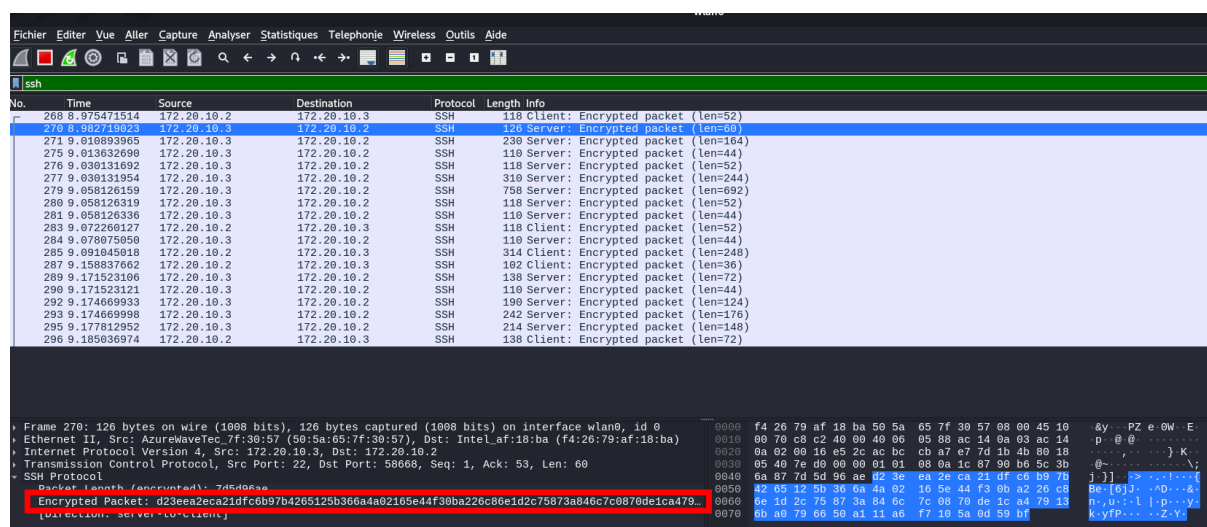 Fichier Editer Vue Aller Capture Analyser Statistiques Telephonie Wireless Outils Aide
ssh
No. Time Source Destination Protocol Length Info
268 8.975471514 172.20.10.2 172.20.10.3 SSH 118 Client: Encrypted packet (len=52)
270 8.982719023 172.20.10.3 172.20.10.2 SSH 126 Server: Encrypted packet (len=60)
271 9.010893965 172.20.10.3 172.20.10.2 SSH 230 Server: Encrypted packet (len=164)
275 9.013632690 172.20.10.3 172.20.10.2 SSH 110 Server: Encrypted packet (len=44)
276 9.030131692 172.20.10.3 172.20.10.2 SSH 118 Server: Encrypted packet (len=52)
277 9.030131954 172.20.10.3 172.20.10.2 SSH 310 Server: Encrypted packet (len=244)
279 9.058126159 172.20.10.3 172.20.10.2 SSH 758 Server: Encrypted packet (len=692)
280 9.058126319 172.20.10.3 172.20.10.2 SSH 118 Server: Encrypted packet (len=52)
281 9.058126336 172.20.10.3 172.20.10.2 SSH 110 Server: Encrypted packet (len=44)
283 9.072260127 172.20.10.2 172.20.10.3 SSH 118 Client: Encrypted packet (len=52)
284 9.078075050 172.20.10.3 172.20.10.2 SSH 110 Server: Encrypted packet (len=44)
285 9.091045018 172.20.10.2 172.20.10.3 SSH 314 Client: Encrypted packet (len=248)
287 9.158837662 172.20.10.2 172.20.10.3 SSH 102 Client: Encrypted packet (len=36)
289 9.171523106 172.20.10.3 172.20.10.2 SSH 138 Server: Encrypted packet (len=72)
290 9.171523121 172.20.10.3 172.20.10.2 SSH 110 Server: Encrypted packet (len=44)
292 9.174669933 172.20.10.3 172.20.10.2 SSH 190 Server: Encrypted packet (len=124)
293 9.174669998 172.20.10.3 172.20.10.2 SSH 242 Server: Encrypted packet (len=176)
295 9.177812952 172.20.10.3 172.20.10.2 SSH 214 Server: Encrypted packet (len=148)
296 9.185036974 172.20.10.2 172.20.10.3 SSH 138 Client: Encrypted packet (len=72)
Frame 270: 126 bytes on wire (1008 bits), 126 bytes captured (1008 bits) on interface wlan0, id 0
Ethernet II, Src: AzureWaveTec_7f:30:57 (50:5a:65:7f:30:57), Dst: Intel_af:18:ba (f4:26:79:af:18:ba)
Internet Protocol Version 4, Src: 172.20.10.3, Dst: 172.20.10.2
Transmission Control Protocol, Src Port: 22, Dst Port: 58668, Seq: 1, Ack: 53, Len: 60
SSH Protocol
Packet Length (encrypted): 7d5d96ae
Encrypted Packet: d23eea2eca21dfc6b97b4265125b366a4a02165e44f30ba226c86e1d2c75873a846c7c0870de1ca479…
[Direction: server-to-client]
0000 f4 26 79 af 18 ba 50 5a 65 7f 30 57 08 00 45 10 ·&y···PZ e·0W··E·
0010 00 70 c8 c2 40 00 40 06 05 88 ac 14 0a 03 ac 14 ·p··@·@· ········
0020 0a 02 00 16 e5 2c ac bc cb a7 e7 7d 1b 4b 80 18 ·····,·· ···}·K··
0030 05 40 7e d0 00 00 01 01 08 0a 1c 87 90 b6 5c 3b ·@~····· ······\;
0040 6a 87 7d 5d 96 ae d2 3e ea 2e ca 21 df c6 b9 7b j·}]···> ·.·!···{
0050 42 65 12 5b 36 6a 4a 02 16 5e 44 f3 0b a2 26 c8 Be·[6jJ· ·^D···&·
0060 6e 1d 2c 75 87 3a 84 6c 7c 08 70 de 1c a4 79 13 n·,u·:·l |·p···y·
0070 6b a0 79 66 50 a1 11 a6 f7 10 5a 0d 59 bf k·yfP··· ··Z·Y·